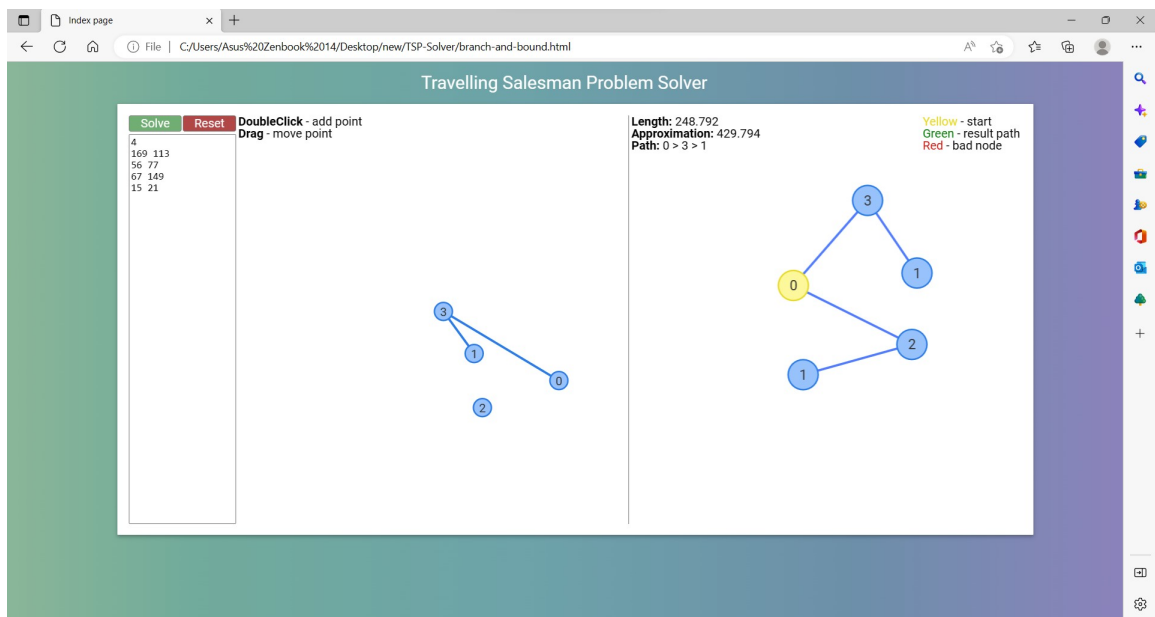 Index page
File | C:/Users/Asus%20Zenbook%2014/Desktop/new/TSP-Solver/branch-and-bound.html
Travelling Salesman Problem Solver
Solve Reset DoubleClick - add point
Drag - move point
4
169 113
56 77
67 149
15 21
3
1
0
2
Length: 248.792
Approximation: 429.794
Path: 0 > 3 > 1
Yellow - start
Green - result path
Red - bad node
3
1
0
2
1